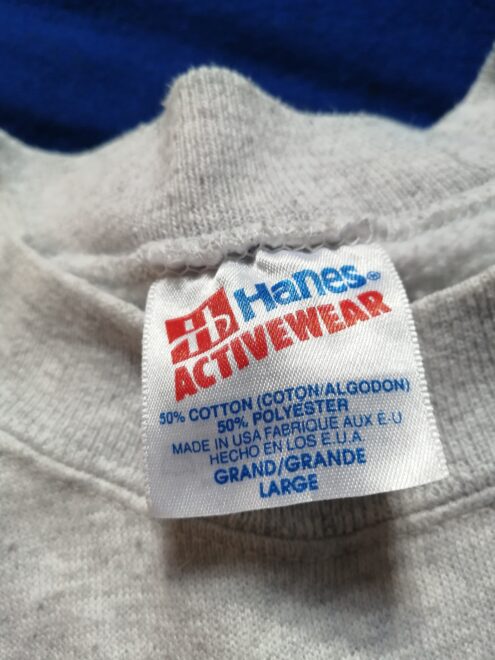 Hb Hanes®
ACTIVEWEAR
50% COTTON (COTON/ALGODON)
50% POLYESTER
MADE IN USA FABRIQUE AUX É-U
HECHO EN LOS E.U.A.
GRAND/GRANDE
LARGE